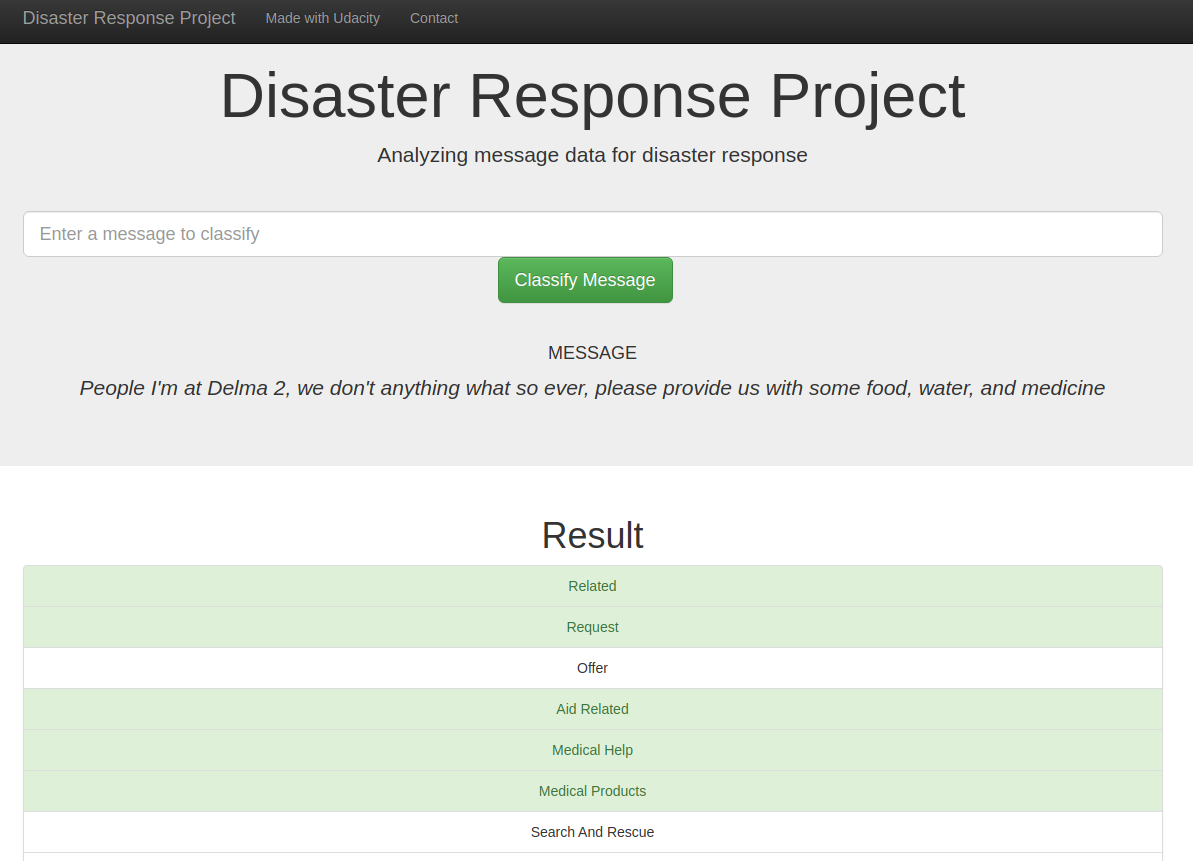 Disaster Response Project Made with Udacity Contact
Disaster Response Project
Analyzing message data for disaster response
Enter a message to classify
Classify Message
MESSAGE
People I'm at Delma 2, we don't anything what so ever, please provide us with some food, water, and medicine
Result
Related
Request
Offer
Aid Related
Medical Help
Medical Products
Search And Rescue